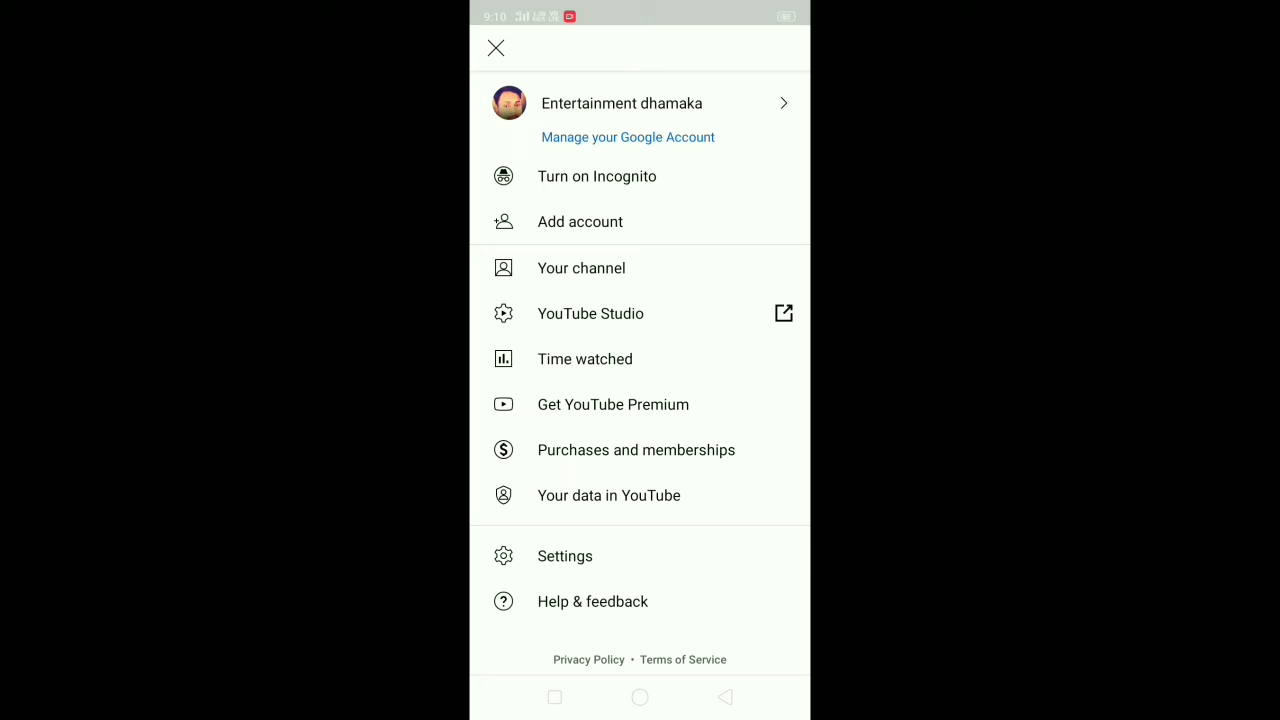 9:10
Entertainment dhamaka
Manage your Google Account
Turn on Incognito
Add account
Your channel
YouTube Studio
Time watched
Get YouTube Premium
Purchases and memberships
Your data in YouTube
Settings
Help & feedback
Privacy Policy • Terms of Service